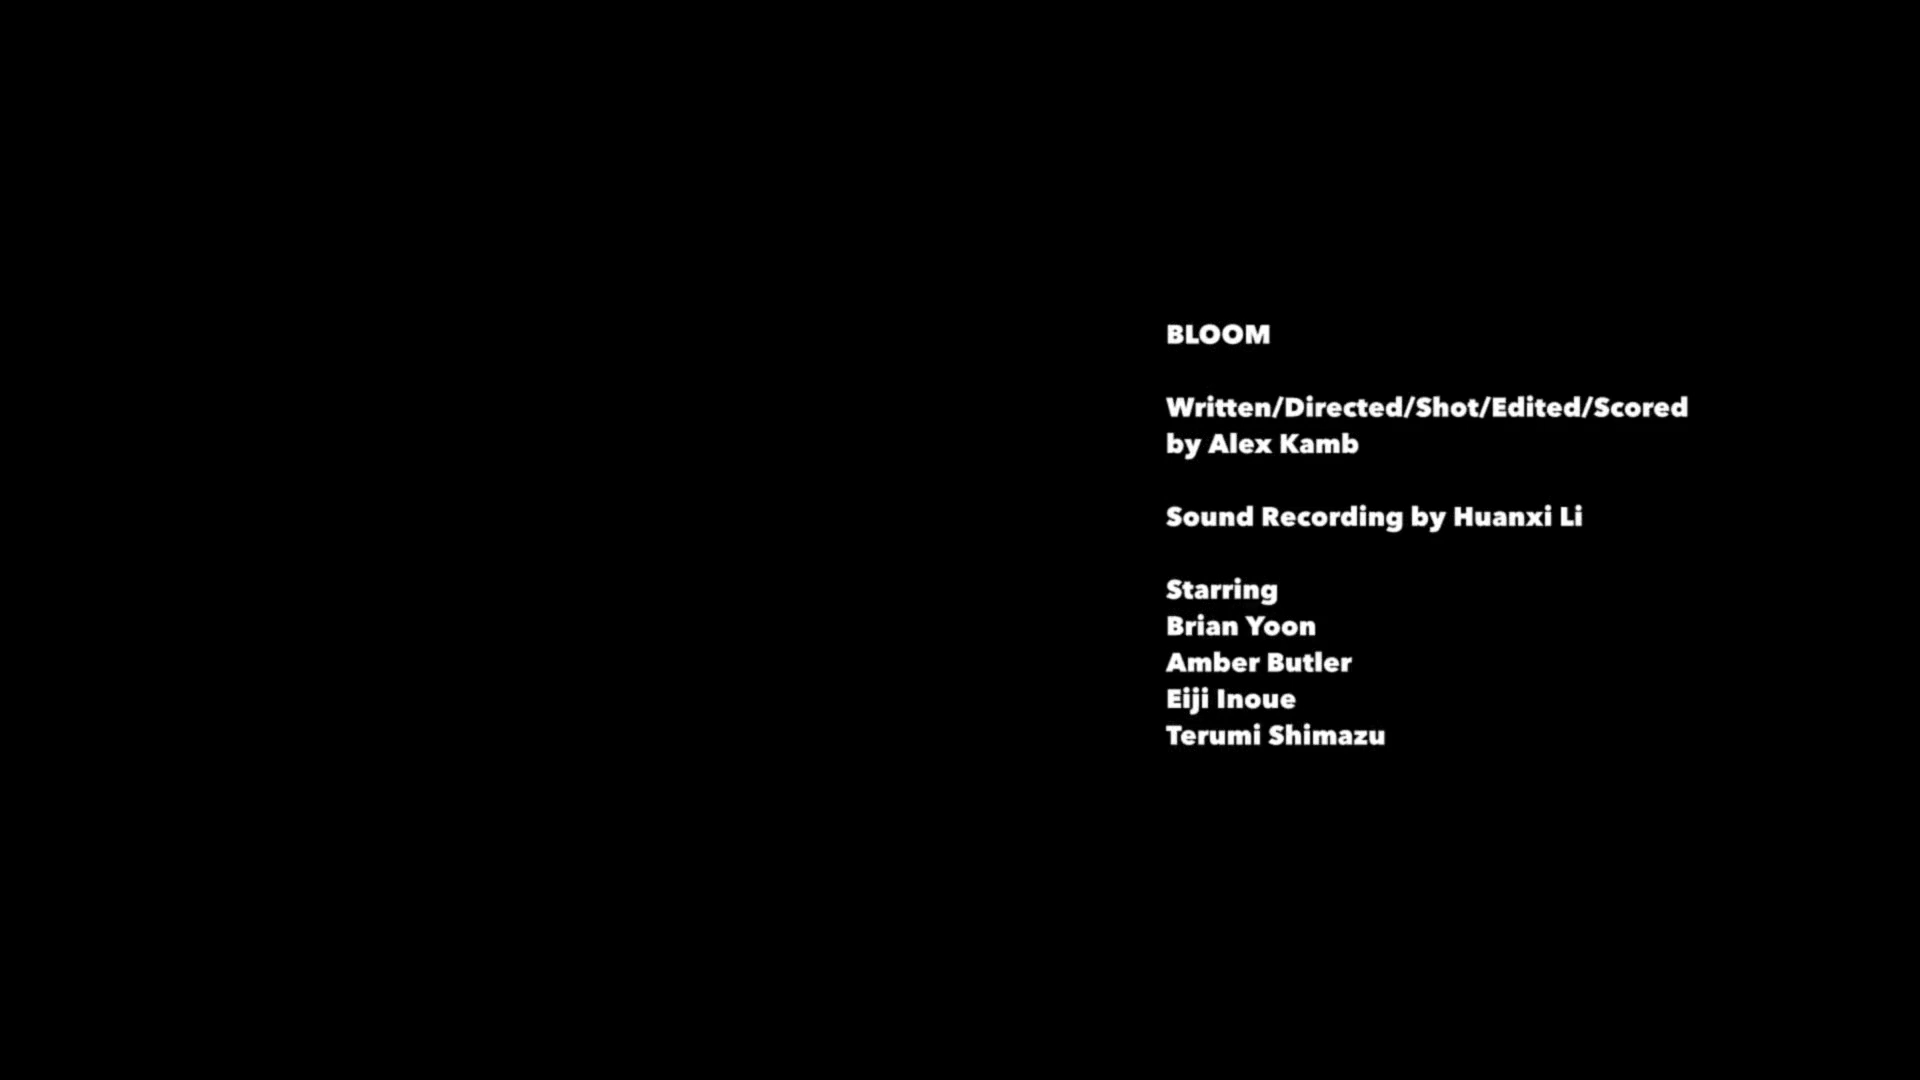 BLOOM
Written/Directed/Shot/Edited/Scored
by Alex Kamb
Sound Recording by Huanxi Li
Starring
Brian Yoon
Amber Butler
Eiji Inoue
Terumi Shimazu